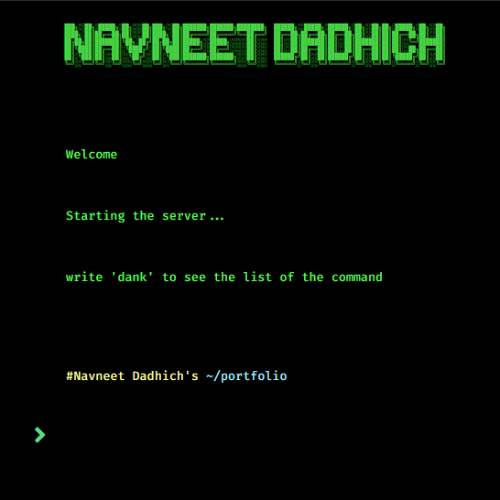 NAVNEET DADHICH
Welcome
Starting the server...
write 'dank' to see the list of the command
#Navneet Dadhich's ~/portfolio
>